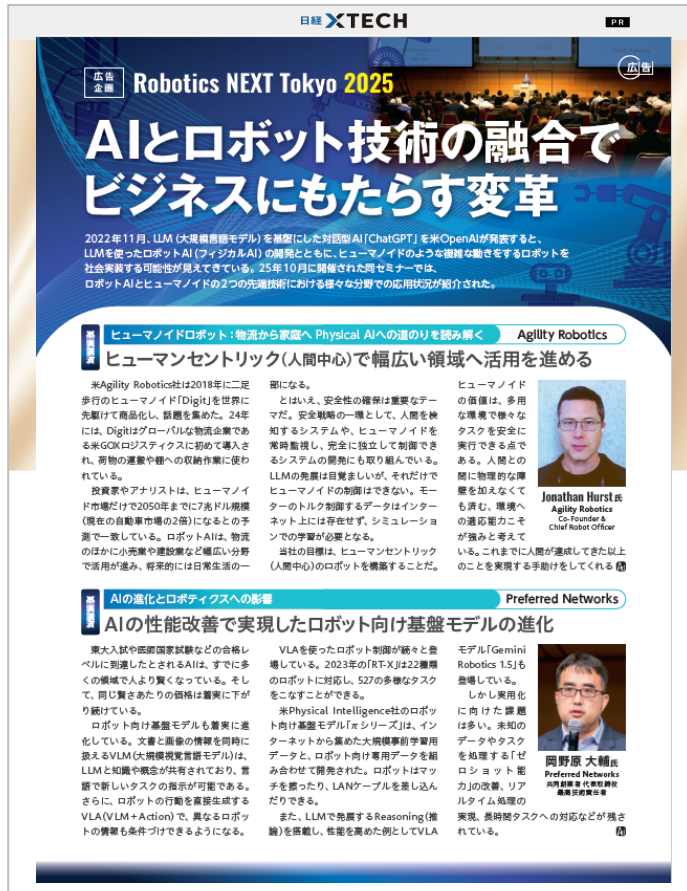 日経 XTECH
PR
広告
企画
Robotics NEXT Tokyo 2025
広告
AIとロボット技術の融合で
ビジネスにもたらす変革
2022年11月、LLM（大規模言語モデル）を基盤にした対話型AI「ChatGPT」を米OpenAIが発表すると、
LLMを使ったロボットAI（フィジカルAI）の開発とともに、ヒューマノイドのような複雑な動きをするロボットを
社会実装する可能性が見えてきている。25年10月に開催された同セミナーでは、
ロボットAIとヒューマノイドの2つの先端技術における様々な分野での応用状況が紹介された。
基調講演
ヒューマノイドロボット：物流から家庭へ Physical AIへの道のりを読み解く
Agility Robotics
ヒューマンセントリック（人間中心）で幅広い領域へ活用を進める
米Agility Robotics社は2018年に二足
歩行のヒューマノイド「Digit」を世界に
先駆けて商品化し、話題を集めた。24年
には、Digitはグローバルな物流企業であ
る米GXOロジスティクスに初めて導入さ
れ、荷物の運搬や棚への収納作業に使わ
れている。
投資家やアナリストは、ヒューマノイ
ド市場だけで2050年までに7兆ドル規模
（現在の自動車市場の2倍）になるとの予
測で一致している。ロボットAIは、物流
のほかに小売業や建設業など幅広い分野
で活用が進み、将来的には日常生活の一
部になる。
とはいえ、安全性の確保は重要なテー
マだ。安全戦略の一環として、人間を検
知するシステムや、ヒューマノイドを
常時監視し、完全に独立して制御でき
るシステムの開発にも取り組んでいる。
LLMの発展は目覚ましいが、それだけで
ヒューマノイドの制御はできない。モー
ターのトルク制御するデータはインター
ネット上には存在せず、シミュレーショ
ンでの学習が必要となる。
当社の目標は、ヒューマンセントリック
（人間中心）のロボットを構築することだ。
ヒューマノイド
の価値は、多用
な環境で様々な
タスクを安全に
実行できる点で
ある。人間との
間に物理的な障
壁を加えなくて
も済む、環境へ
の適応能力こそ
が強みと考えて
いる。これまでに人間が達成してきた以上
のことを実現する手助けをしてくれる
Jonathan Hurst氏
Agility Robotics
Co-Founder &
Chief Robot Officer
基調講演
AIの進化とロボティクスへの影響
Preferred Networks
AIの性能改善で実現したロボット向け基盤モデルの進化
東大入試や医師国家試験などの合格レ
ベルに到達したとされるAIは、すでに多
くの領域で人より賢くなっている。そし
て、同じ賢さあたりの価格は着実に下が
り続けている。
ロボット向け基盤モデルも着実に進
化している。文書と画像の情報を同時に
扱えるVLM（大規模視覚言語モデル）は、
LLMと知識や概念が共有されており、言
語で新しいタスクの指示が可能である。
さらに、ロボットの行動を直接生成する
VLA（VLM＋Action）で、異なるロボッ
トの情報も条件づけできるようになる。
VLAを使ったロボット制御が続々と登
場している。2023年の「RT-X」は22種類
のロボットに対応し、527の多様なタスク
をこなすことができる。
米Physical Intelligence社のロボッ
ト向け基盤モデル「πシリーズ」は、イン
ターネットから集めた大規模事前学習用
データと、ロボット向け専用データを組
み合わせて開発された。ロボットはマッ
チを擦ったり、LANケーブルを差し込ん
だりできる。
また、LLMで発展するReasoning（推
論）を搭載し、性能を高めた例としてVLA
モデル「Gemini
Robotics 1.5」も
登場している。
しかし実用化
に向けた課題
は多い。未知の
データやタスク
を処理する「ゼ
ロショット能
力」の改善、リア
ルタイム処理の
実現、長時間タスクへの対応などが残さ
れている。
岡野原 大輔氏
Preferred Networks
共同創業者 代表取締役
最高技術責任者